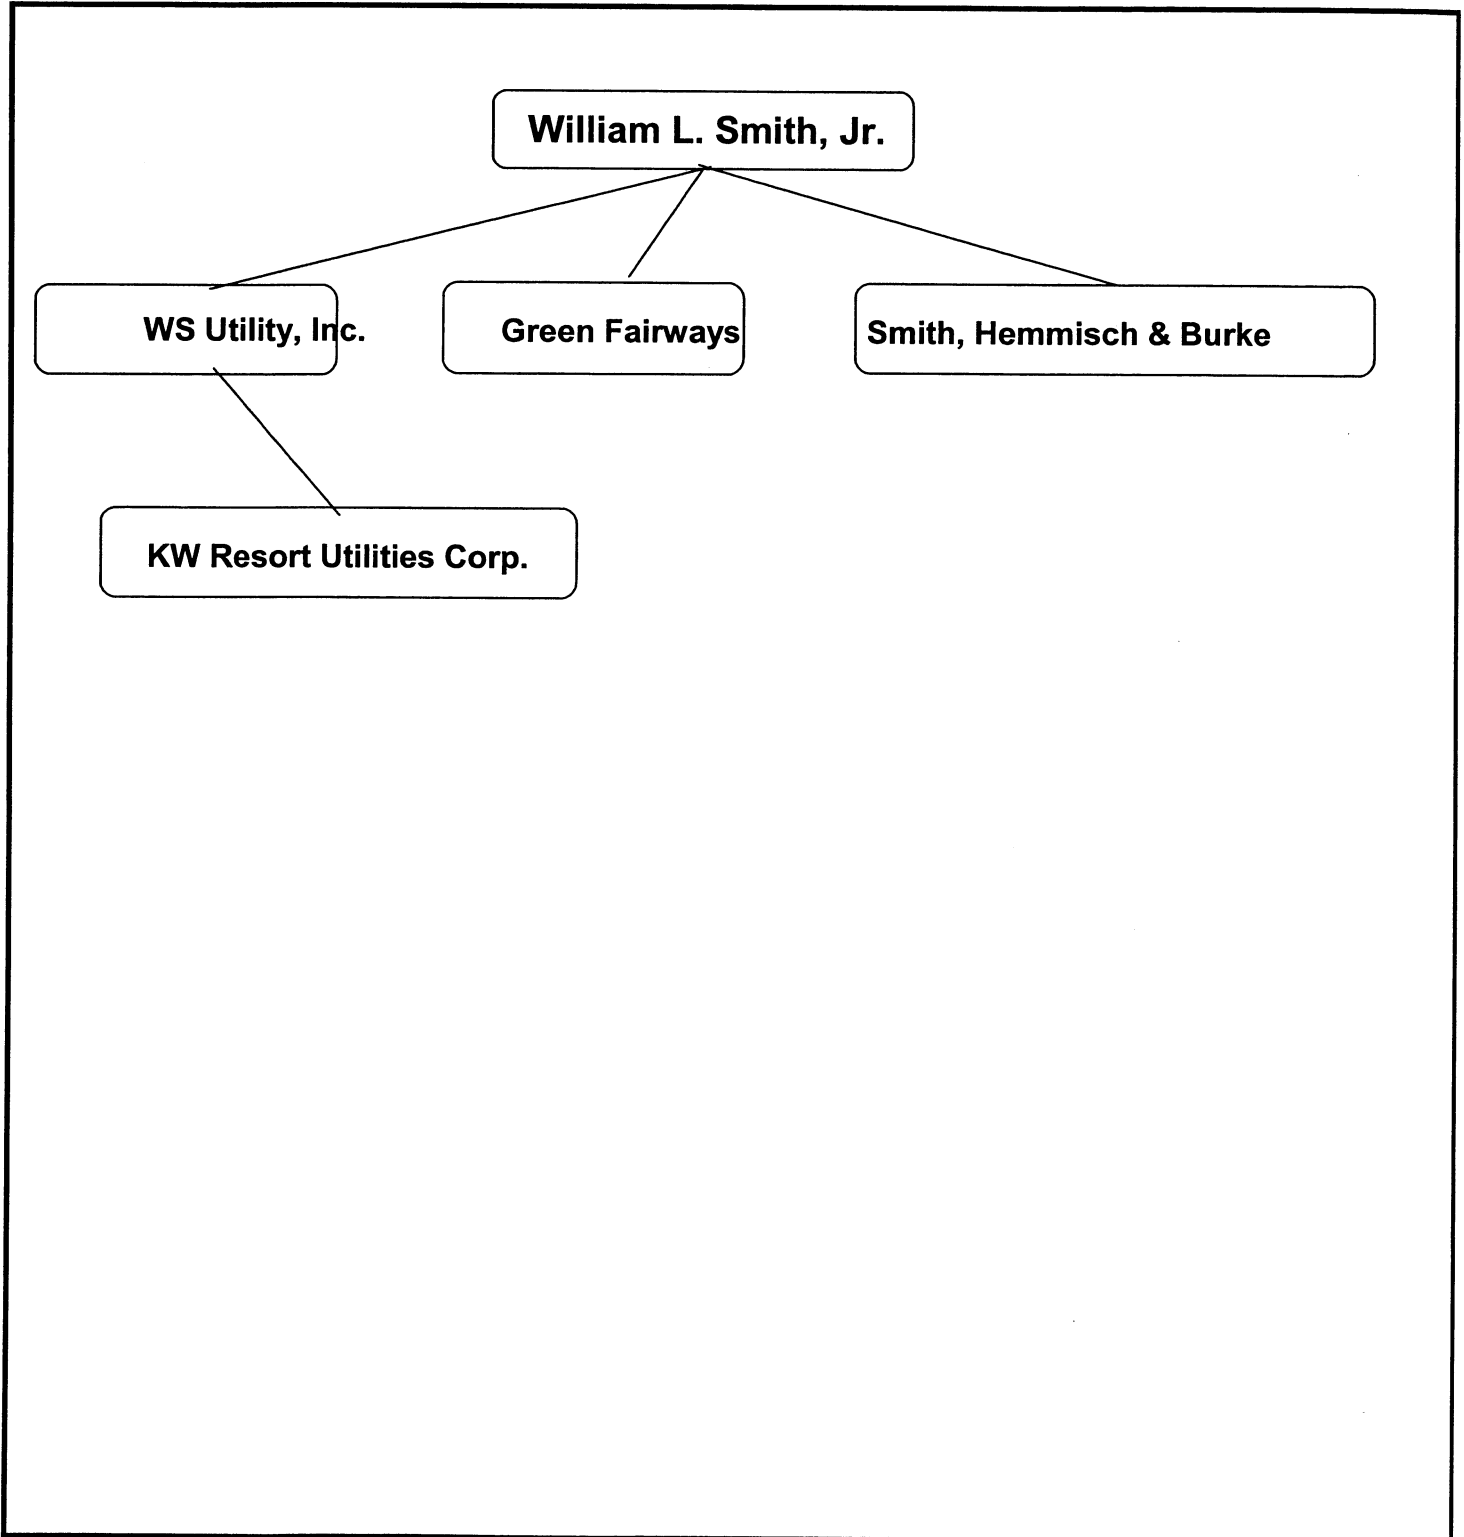 William L. Smith, Jr.
WS Utility, Inc.
Green Fairways
Smith, Hemmisch & Burke
KW Resort Utilities Corp.